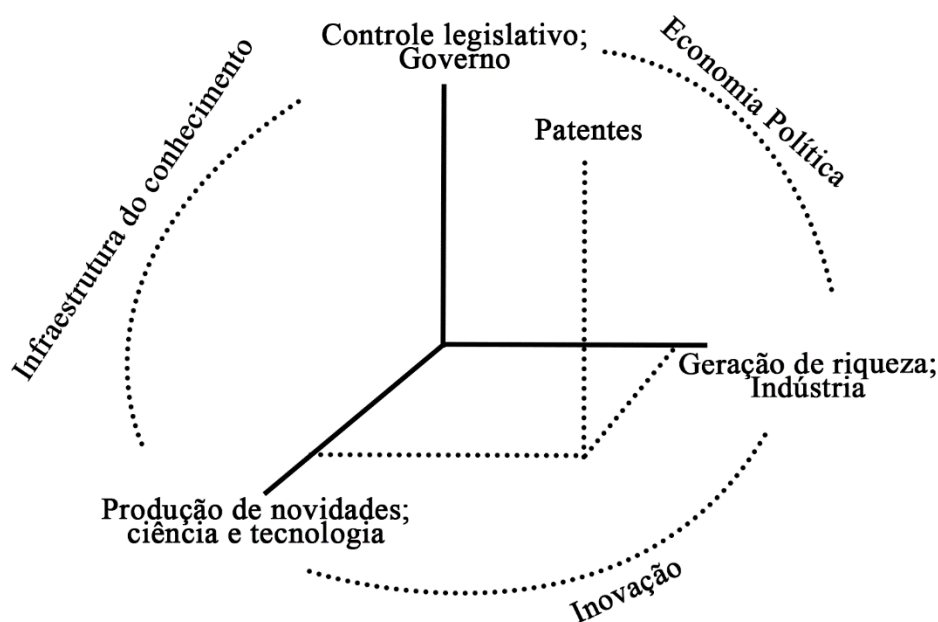 Controle legislativo;
Governo
Economia Política
Infraestrutura do conhecimento
Patentes
Geração de riqueza;
Indústria
Produção de novidades;
ciência e tecnologia
Inovação